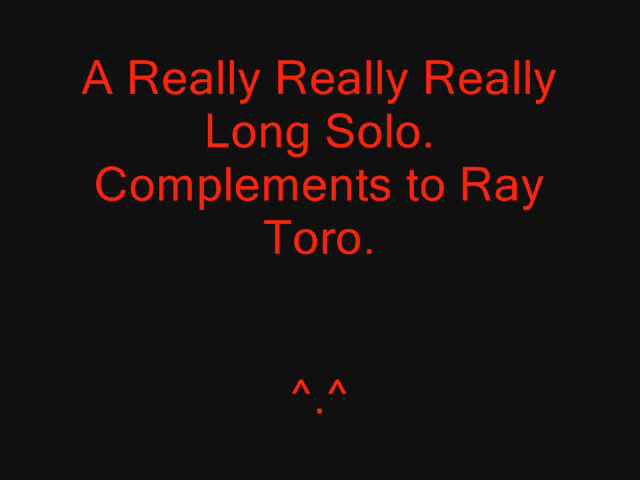 A Really Really Really
Long Solo.
Complements to Ray
Toro.
^.^